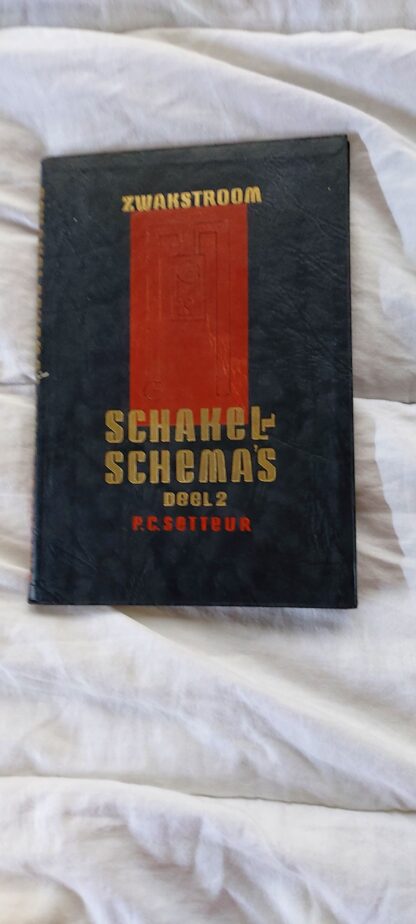 ZWAKSTROOM
SCHAKEL-
SCHEMA'S
DEEL 2
P.C. SETTEUR